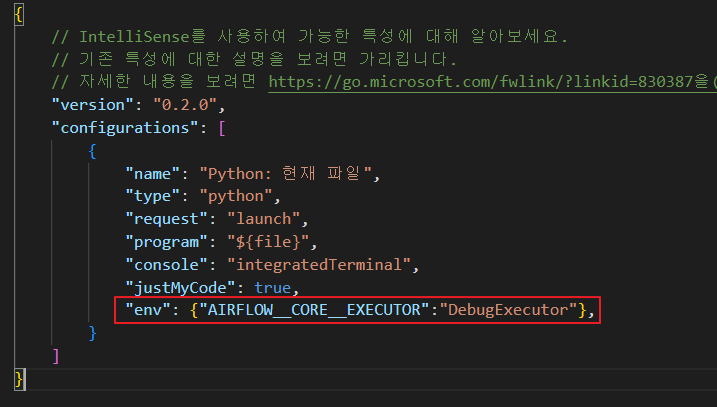 {
// IntelliSense를 사용하여 가능한 특성에 대해 알아보세요.
// 기존 특성에 대한 설명을 보려면 가리킵니다.
// 자세한 내용을 보려면 https://go.microsoft.com/fwlink/?linkid=830387을(
"version": "0.2.0",
"configurations": [
{
"name": "Python: 현재 파일",
"type": "python",
"request": "launch",
"program": "${file}",
"console": "integratedTerminal",
"justMyCode": true,
"env": {"AIRFLOW__CORE__EXECUTOR":"DebugExecutor"},
}
]
}